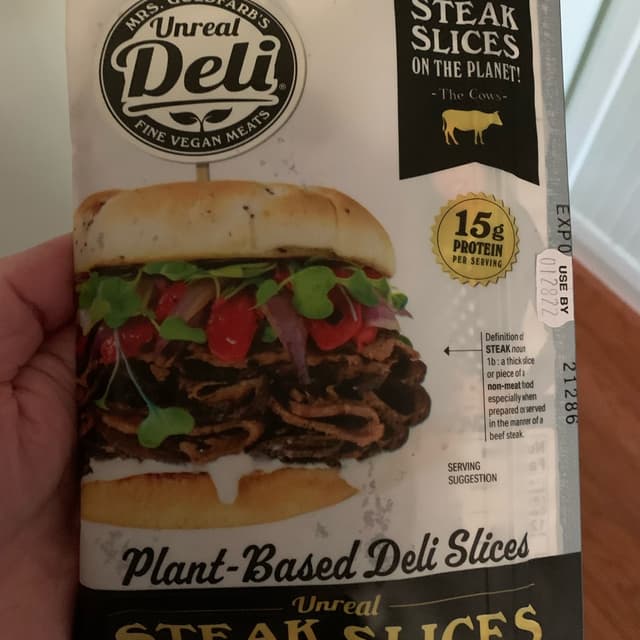 MRS. GOLDFARB'S
Unreal
Deli
FINE VEGAN MEATS
STEAK
SLICES
ON THE PLANET!
- The Cows -
15g
PROTEIN
PER SERVING
USE BY
012022
21286
Definition of
STEAK noun
1b: a thick slice
or piece of a
non-meat food
especially when
prepared or served
in the manner of a
beef steak.
SERVING
SUGGESTION
Plant-Based Deli Slices
Unreal
STEAK SLICES